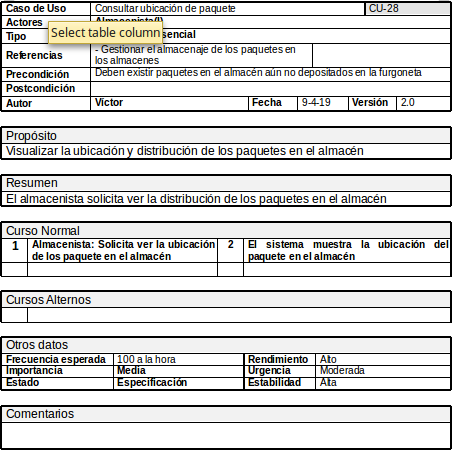 Caso de Uso Consultar ubicación de paquete CU-28
Actores Almacenista(I)
Select table column
Tipo sencial
Referencias - Gestionar el almacenaje de los paquetes en
los almacenes
Precondición Deben existir paquetes en el almacén aún no depositados en la furgoneta
Postcondición
Autor Víctor Fecha 9-4-19 Versión 2.0
Propósito
Visualizar la ubicación y distribución de los paquetes en el almacén
Resumen
El almacenista solicita ver la distribución de los paquetes en el almacén
Curso Normal
1 Almacenista: Solicita ver la ubicación 2 El sistema muestra la ubicación del
de los paquete en el almacén paquete en el almacén
Cursos Alternos
Otros datos
Frecuencia esperada 100 a la hora Rendimiento Alto
Importancia Media Urgencia Moderada
Estado Especificación Estabilidad Alta
Comentarios